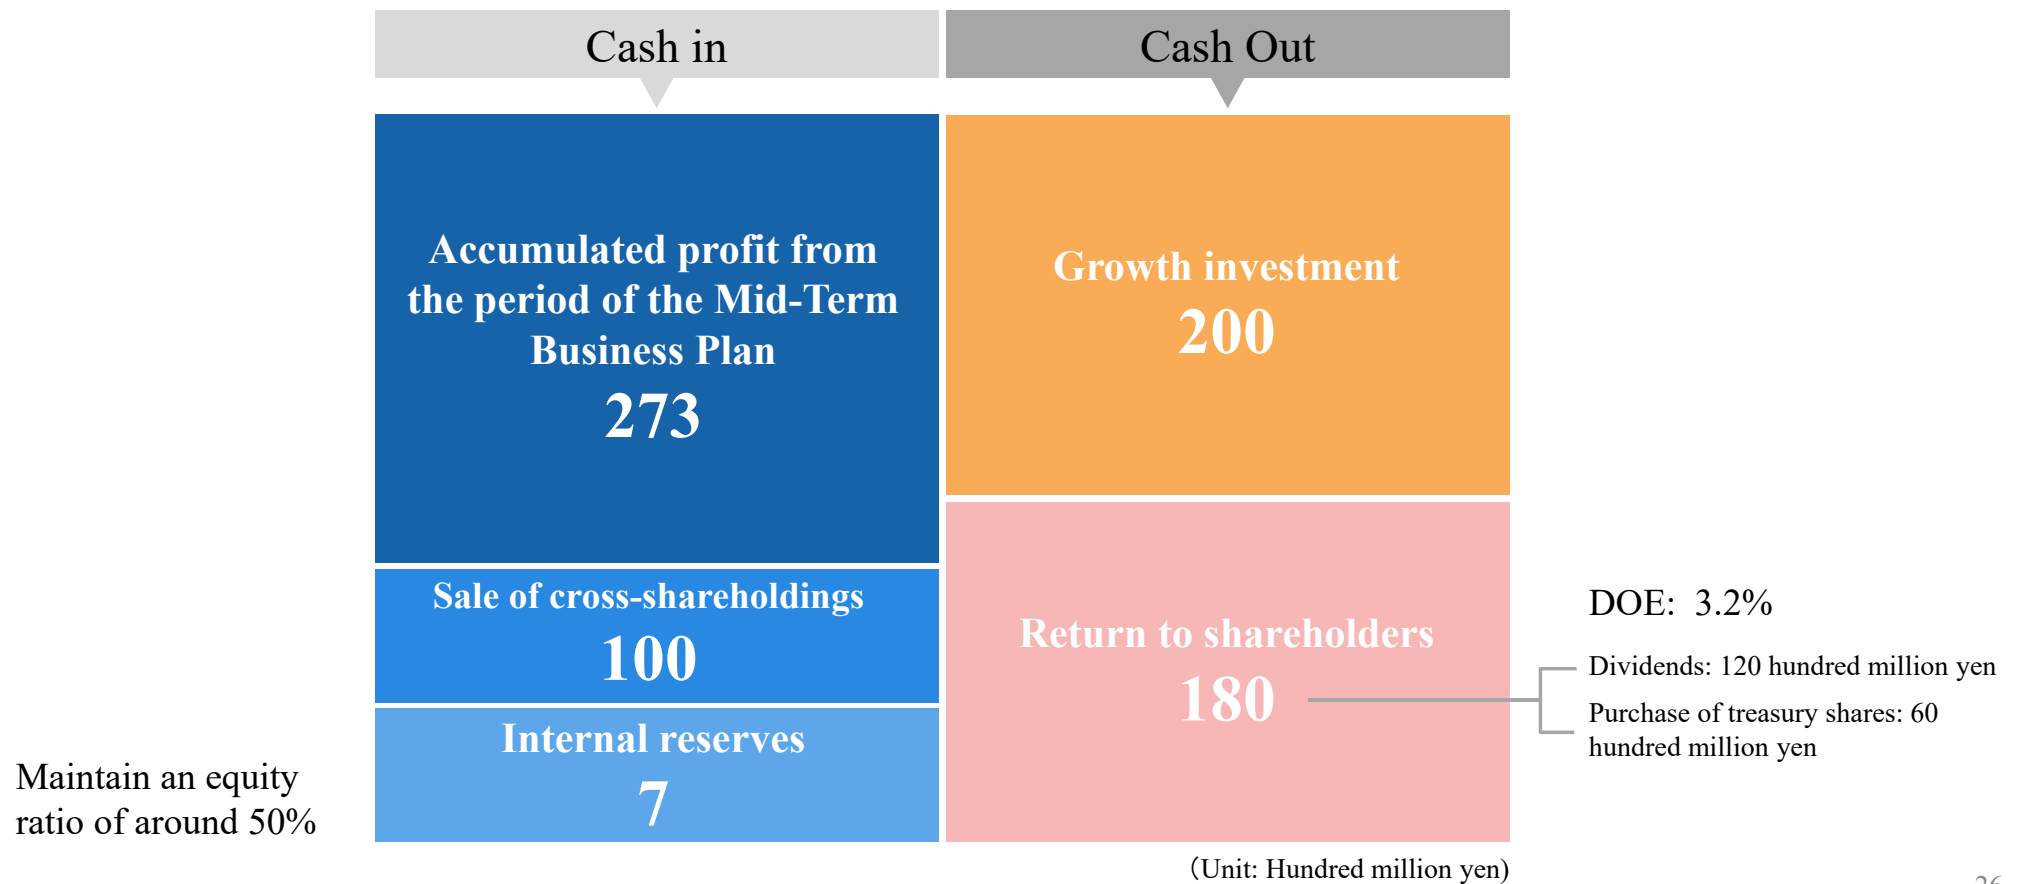 Cash in
Cash Out
Accumulated profit from
the period of the Mid-Term
Business Plan
273
Sale of cross-shareholdings
100
Internal reserves
7
Growth investment
200
Return to shareholders
180
DOE: 3.2%
Dividends: 120 hundred million yen
Purchase of treasury shares: 60
hundred million yen
Maintain an equity
ratio of around 50%
（Unit: Hundred million yen)
26